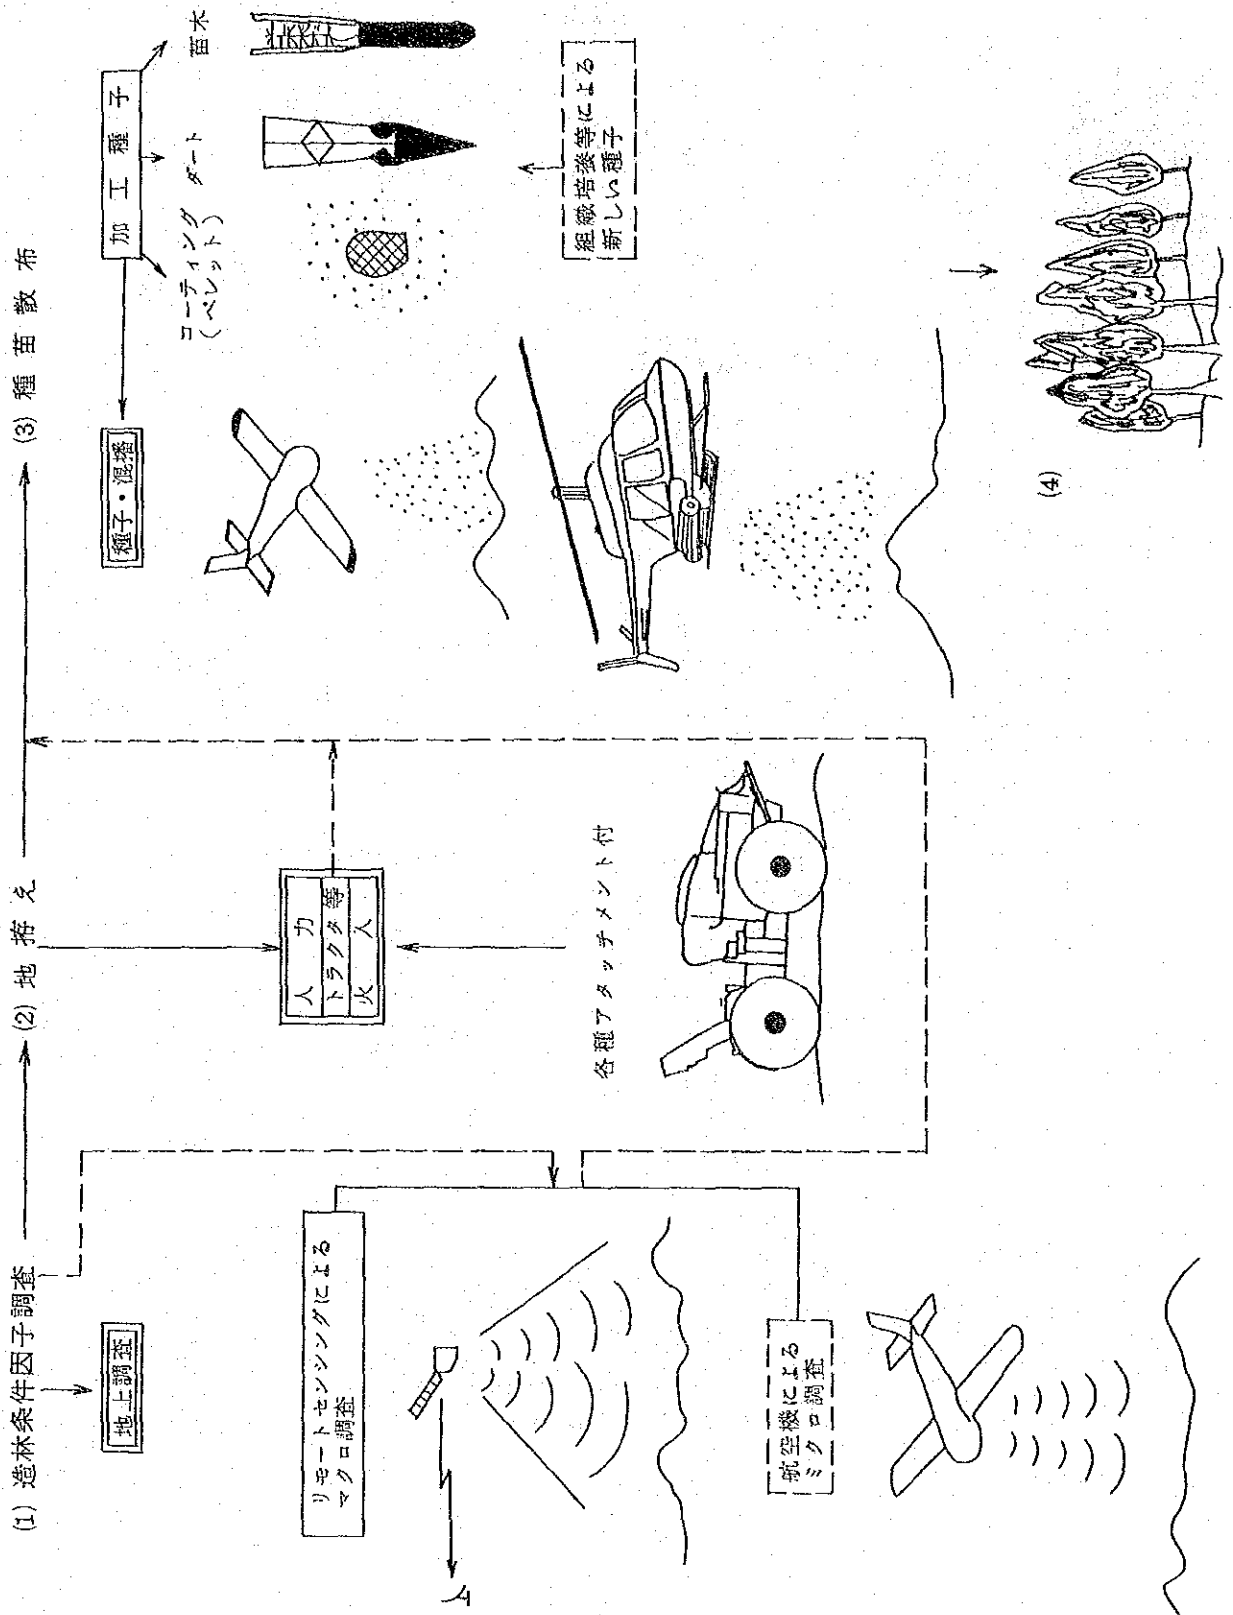 (1) 造林条件因子調査
(2) 地拵え
(3) 種苗散布
地上調査
リモートセンシングによる
マクロ調査
航空機による
ミクロ調査
人力
トラクタ等
火入
各種アタッチメント付
種子・混播
加工種子
コーティング
(ペレット)
ダート
苗木
組織培養等による
新しい種子
(4)